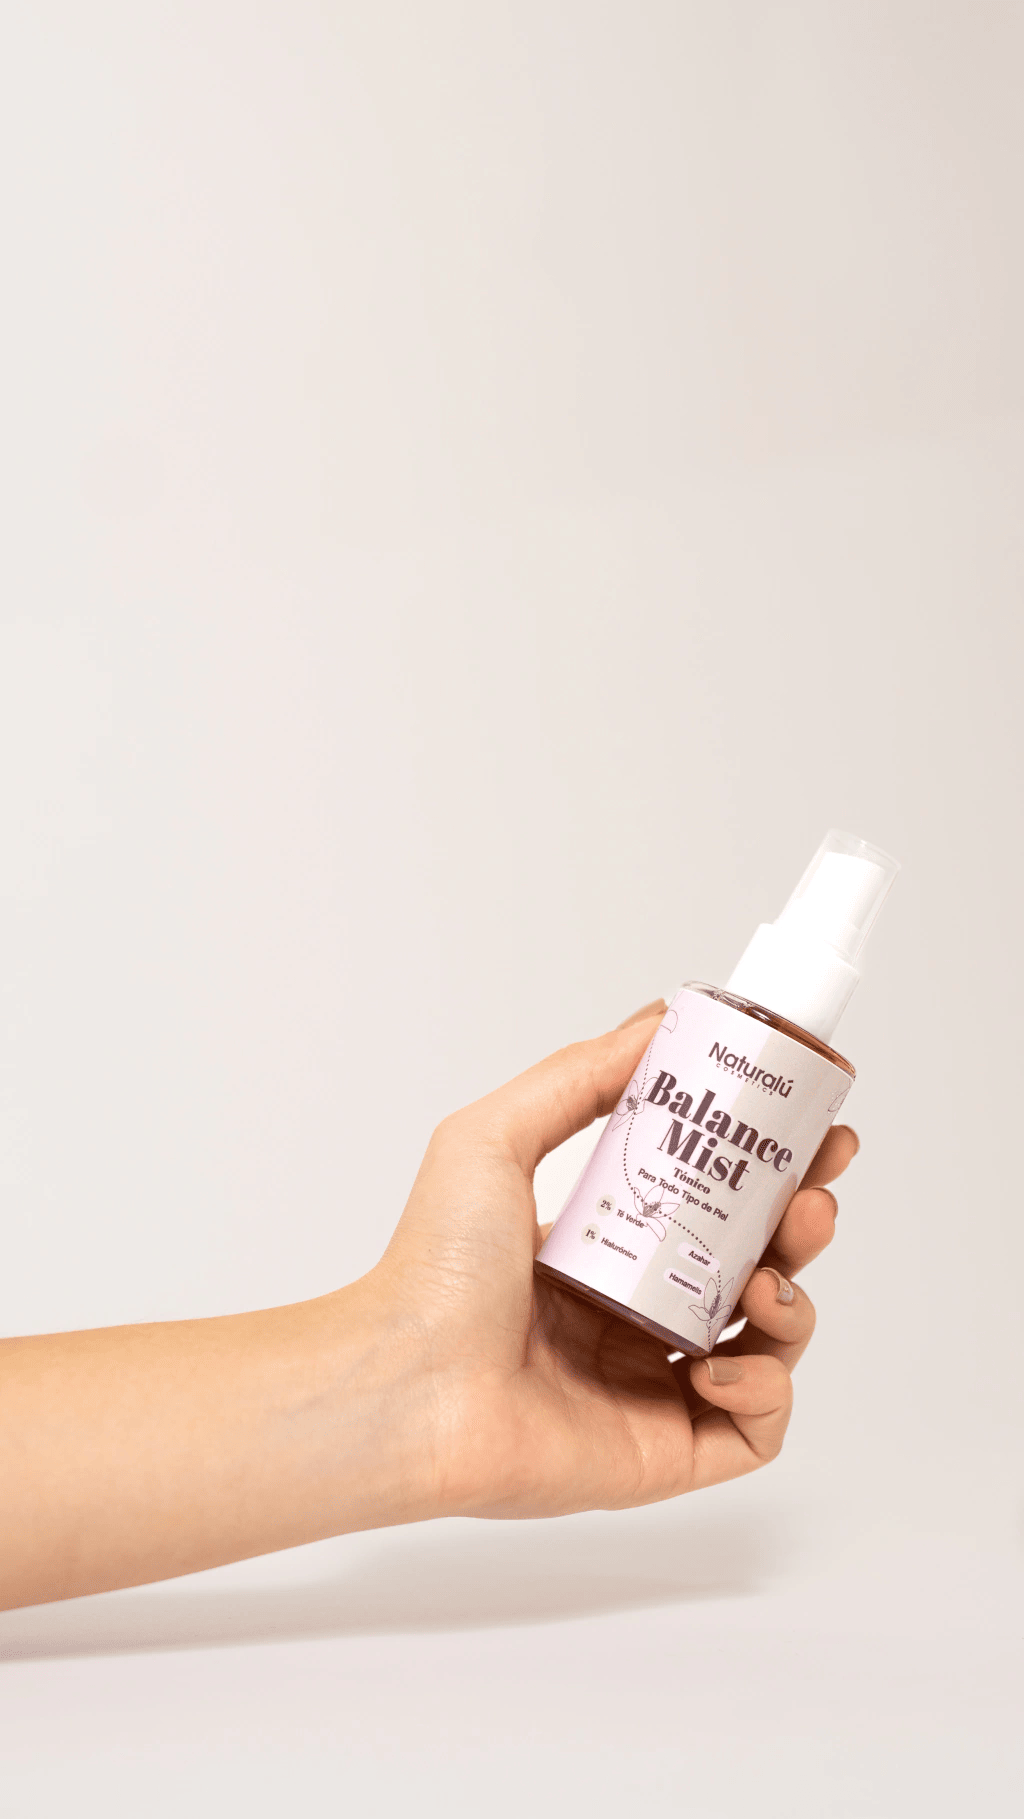 Naturalú
COSMETICS
Balance
Mist
Tónico
Para Todo Tipo de Piel
2% Té Verde
1% Hialurónico
Azahar
Hamamelis